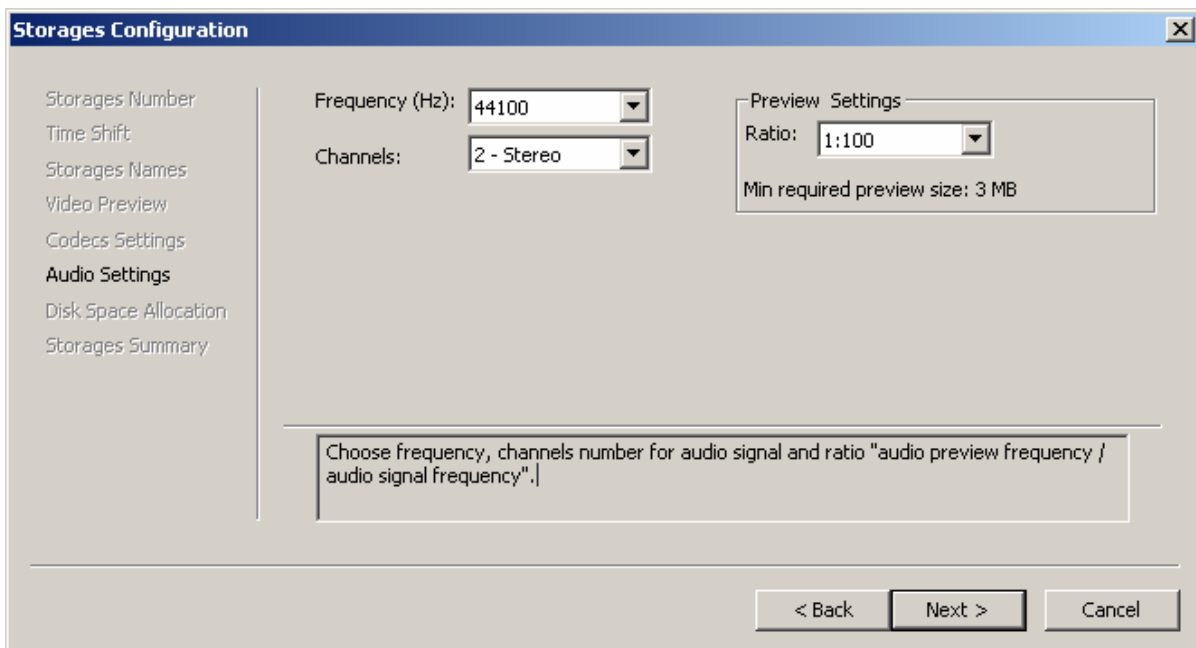 Storages Configuration
Storages Number
Time Shift
Storages Names
Video Preview
Codecs Settings
Audio Settings
Disk Space Allocation
Storages Summary
Frequency (Hz): 44100
Channels: 2 - Stereo
Preview Settings
Ratio: 1:100
Min required preview size: 3 MB
Choose frequency, channels number for audio signal and ratio "audio preview frequency /
audio signal frequency".
< Back Next > Cancel